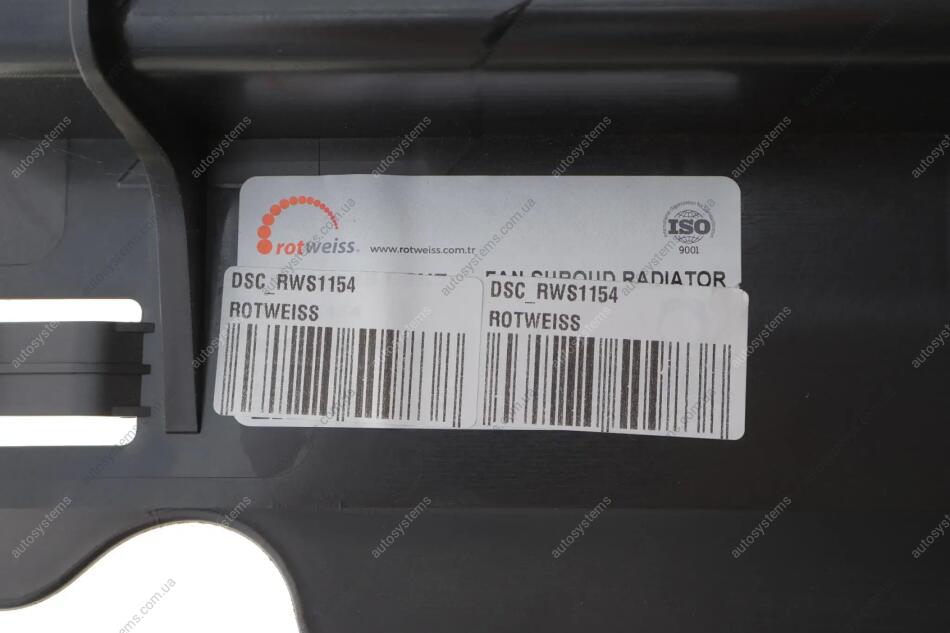 rotweiss.
www.rotweiss.com.tr
ISO
9001
FAN SHROUD RADIATOR
DSC_RWS1154
ROTWEISS
DSC_RWS1154
ROTWEISS
autosystems
autosystems.com.ua